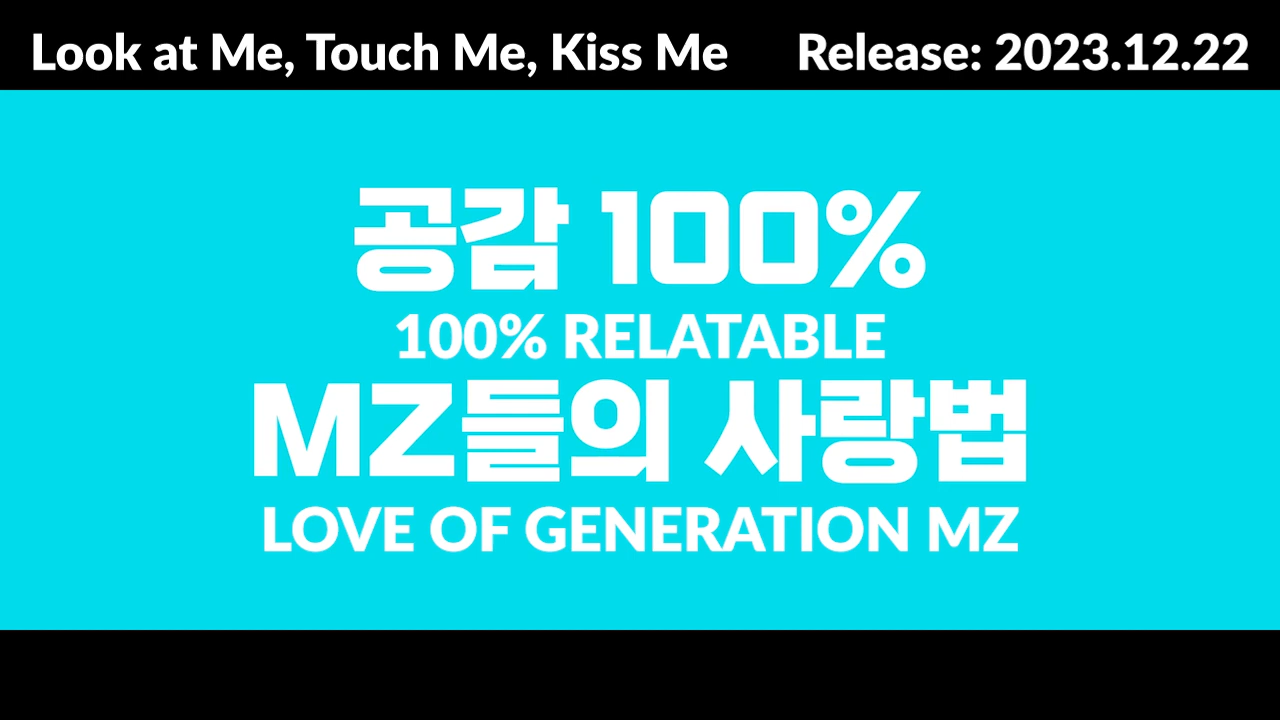 Look at Me, Touch Me, Kiss Me Release: 2023.12.22
공감 100%
100% RELATABLE
MZ들의 사랑법
LOVE OF GENERATION MZ